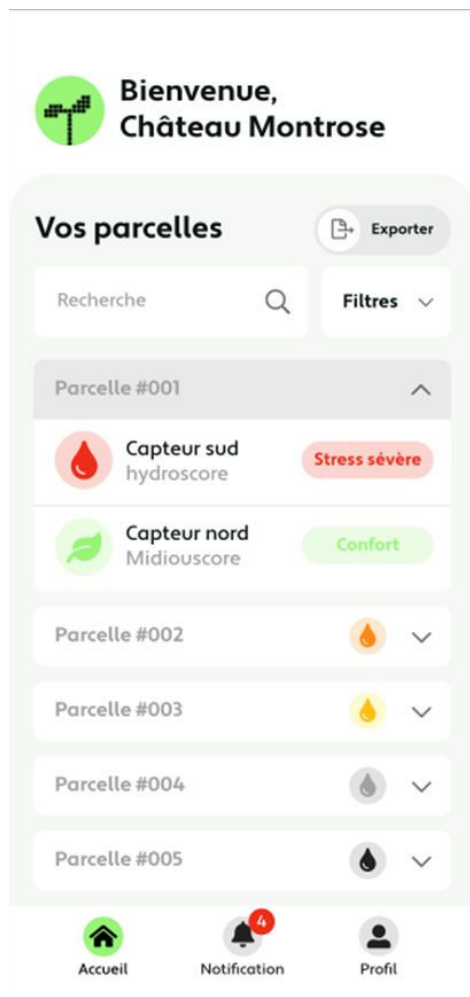 Bienvenue,
Château Montrose
Vos parcelles
Exporter
Recherche
Filtres
Parcelle #001
Capteur sud
hydroscore
Stress sévère
Capteur nord
Midiouscore
Confort
Parcelle #002
Parcelle #003
Parcelle #004
Parcelle #005
4
Accueil
Notification
Profil